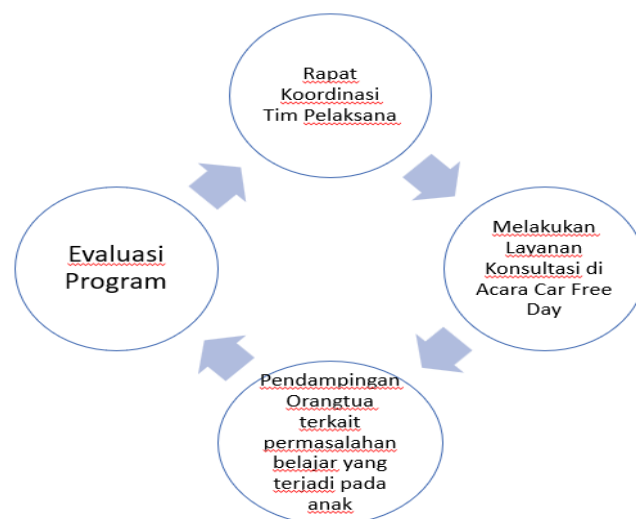 Rapat
Koordinasi
Tim Pelaksana
Melakukan
Layanan
Konsultasi di
Acara Car Free
Day
Pendampingan
Orangtua
terkait
permasalahan
belajar yang
terjadi pada
anak
Evaluasi
Program